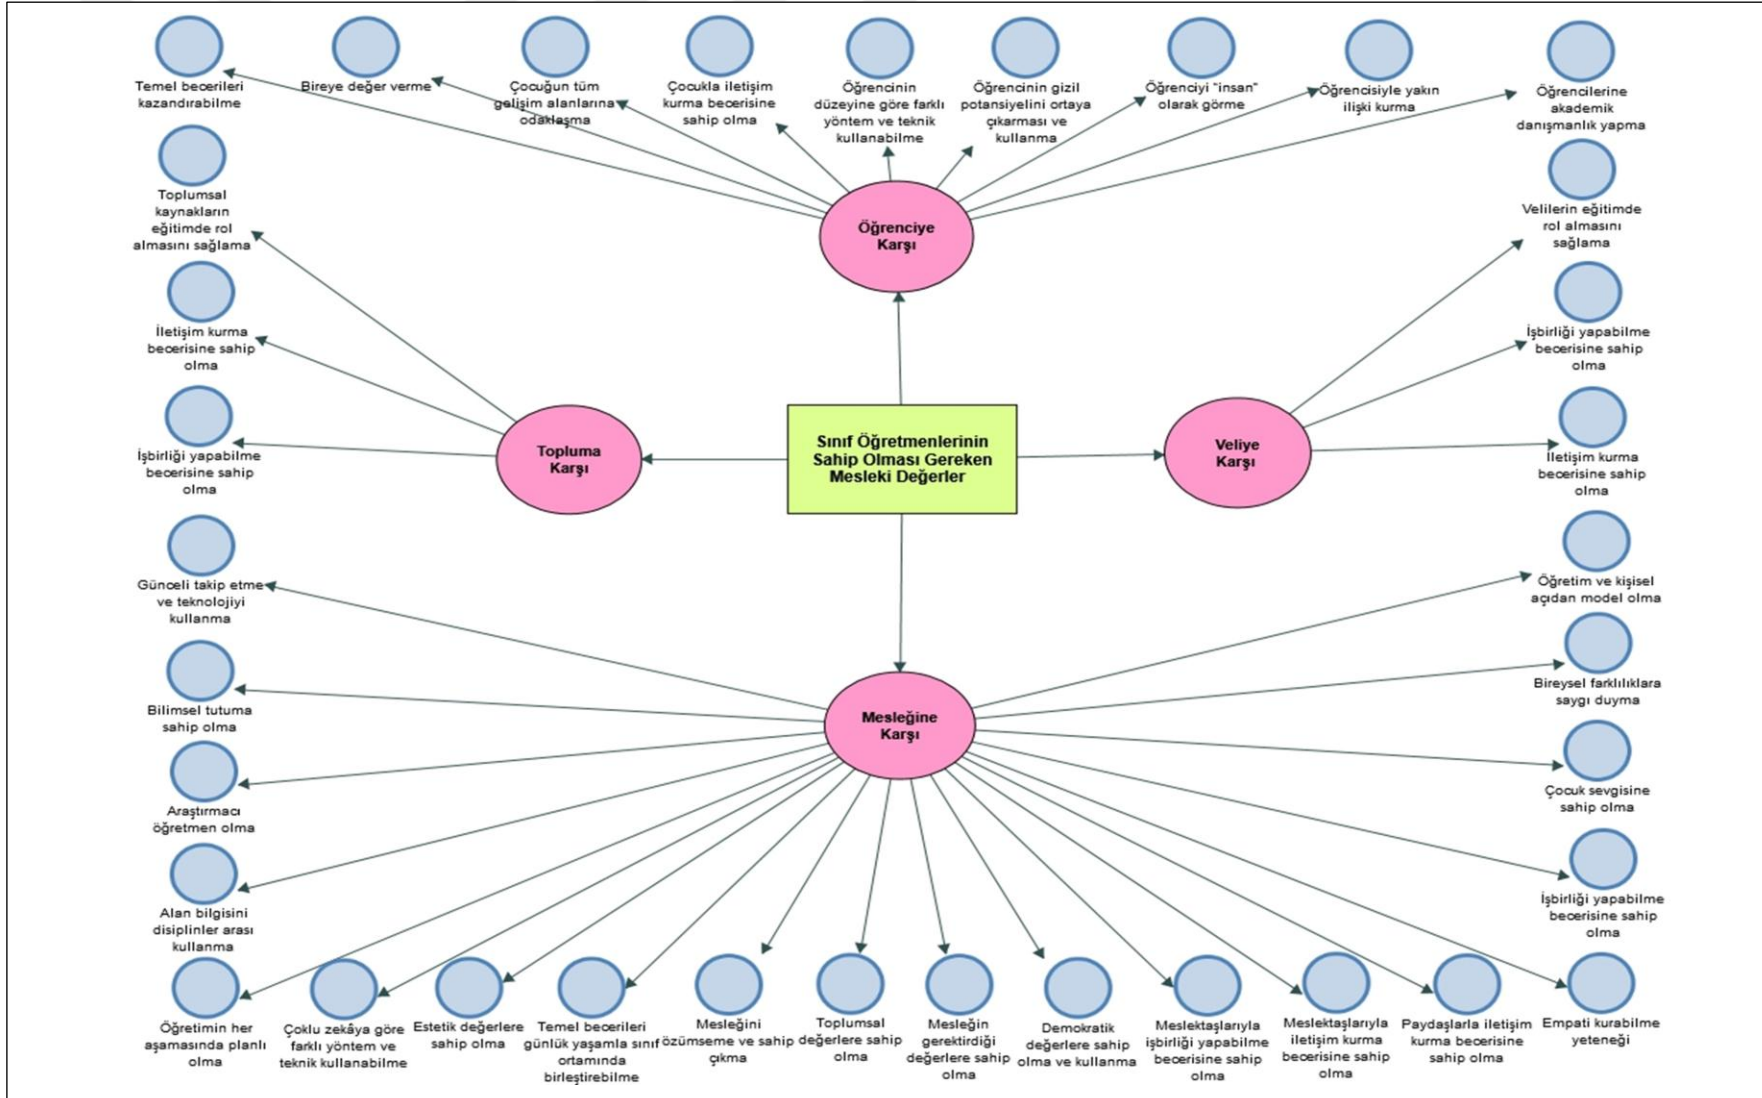 Temel becerileri
kazandırabilme
Bireye değer verme
Çocuğun tüm
gelişim alanlarına
odaklaşma
Çocukla iletişim
kurma becerisine
sahip olma
Öğrencinin
düzeyine göre farklı
yöntem ve teknik
kullanabilme
Öğrencinin gizil
potansiyelini ortaya
çıkarması ve
kullanma
Öğrenciyi "insan"
olarak görme
Öğrencisiyle yakın
ilişki kurma
Öğrencilerine
akademik
danışmanlık yapma
Toplumsal
kaynakların
eğitimde rol
almasını sağlama
Öğrenciye
Karşı
Velilerin eğitimde
rol almasını
sağlama
İletişim kurma
becerisine sahip
olma
İşbirliği yapabilme
becerisine sahip
olma
İşbirliği yapabilme
becerisine sahip
olma
Topluma
Karşı
Sınıf Öğretmenlerinin
Sahip Olması Gereken
Mesleki Değerler
Veliye
Karşı
İletişim kurma
becerisine sahip
olma
Günceli takip etme
ve teknolojiyi
kullanma
Öğretim ve kişisel
açıdan model olma
Bilimsel tutuma
sahip olma
Mesleğine
Karşı
Bireysel farklılıklara
saygı duyma
Araştırmacı
öğretmen olma
Çocuk sevgisine
sahip olma
Alan bilgisini
disiplinler arası
kullanma
İşbirliği yapabilme
becerisine sahip
olma
Öğretimin her
aşamasında planlı
olma
Çoklu zekâya göre
farklı yöntem ve
teknik kullanabilme
Estetik değerlere
sahip olma
Temel becerileri
günlük yaşamla sınıf
ortamında
birleştirebilme
Mesleğini
özümseme ve sahip
çıkma
Toplumsal
değerlere sahip
olma
Mesleğin
gerektirdiği
değerlere sahip
olma
Demokratik
değerlere sahip
olma ve kullanma
Meslektaşlarıyla
işbirliği yapabilme
becerisine sahip
olma
Meslektaşlarıyla
iletişim kurma
becerisine sahip
olma
Paydaşlarla iletişim
kurma becerisine
sahip olma
Empati kurabilme
yeteneği